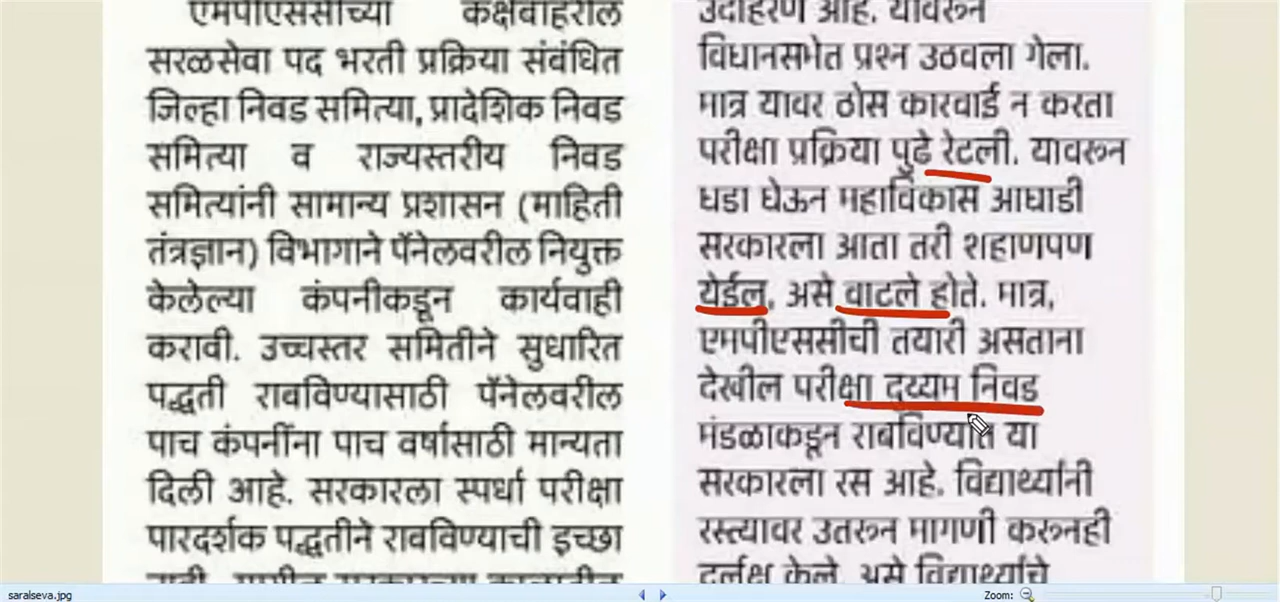 एमपीएससीच्या कक्षेबाहेरील
सरळसेवा पद भरती प्रक्रिया संबंधित
जिल्हा निवड समित्या, प्रादेशिक निवड
समित्या व राज्यस्तरीय निवड
समित्यांनी सामान्य प्रशासन (माहिती
तंत्रज्ञान) विभागाने पॅनेलवरील नियुक्त
केलेल्या कंपनीकडून कार्यवाही
करावी. उच्चस्तर समितीने सुधारित
पद्धती राबविण्यासाठी पॅनेलवरील
पाच कंपनींना पाच वर्षासाठी मान्यता
दिली आहे. सरकारला स्पर्धा परीक्षा
पारदर्शक पद्धतीने राबविण्याची इच्छा
उदाहरण आहे. यावरून
विधानसभेत प्रश्न उठवला गेला.
मात्र यावर ठोस कारवाई न करता
परीक्षा प्रक्रिया पुढे रेटली. यावरून
धडा घेऊन महाविकास आघाडी
सरकारला आता तरी शहाणपण
येईल, असे वाटले होते. मात्र,
एमपीएससीची तयारी असताना
देखील परीक्षा दुय्यम निवड
मंडळाकडून राबविण्यात या
सरकारला रस आहे. विद्यार्थ्यांनी
रस्त्यावर उतरून मागणी करूनही
दुर्लक्ष केले, असे विद्यार्थ्यांचे
saralseva.jpg
Zoom: